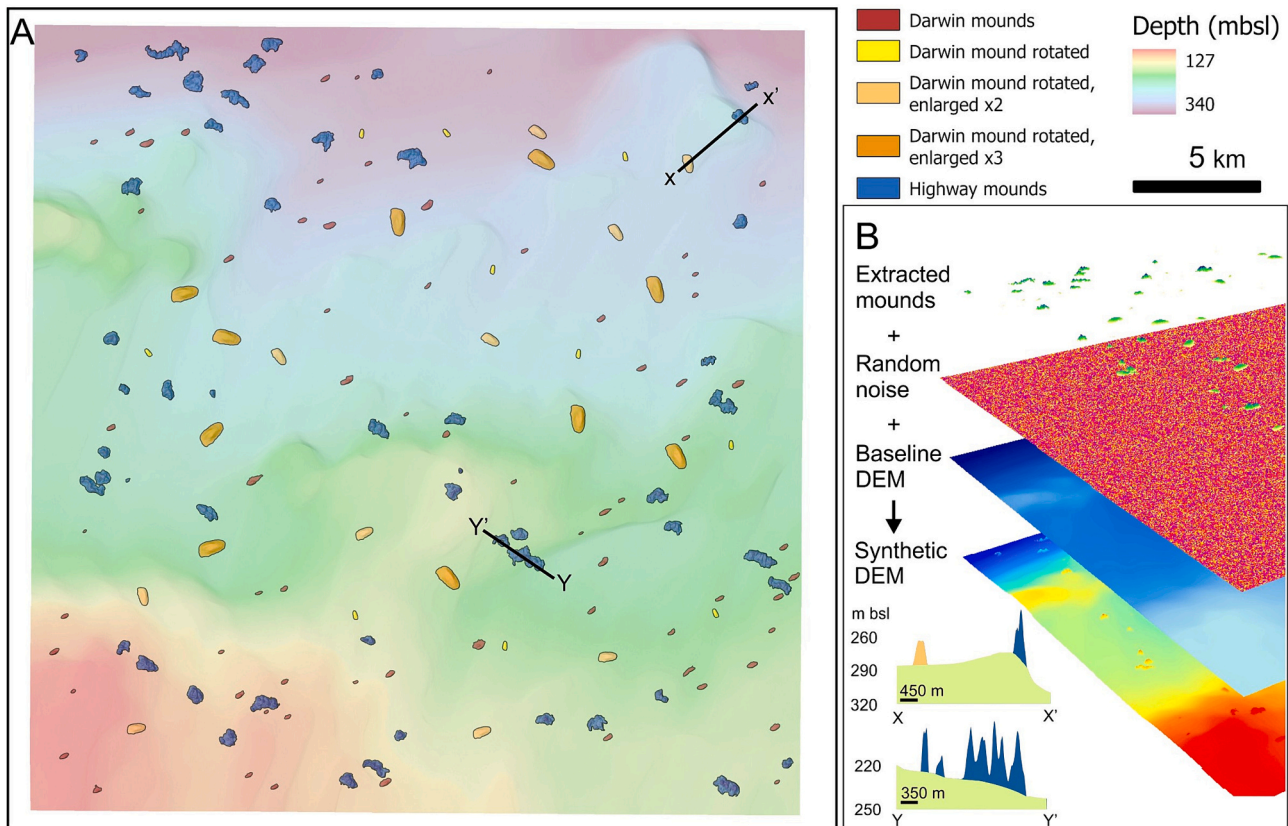 A
x'
x
Y'
Y
Darwin mounds
Darwin mound rotated
Darwin mound rotated,
enlarged x2
Darwin mound rotated,
enlarged x3
Highway mounds
Depth (mbsl)
127
340
5 km
B
Extracted
mounds
+
Random
noise
+
Baseline
DEM
Synthetic
DEM
m bsl
260
290
320
450 m
X
X'
220
250
350 m
Y
Y'